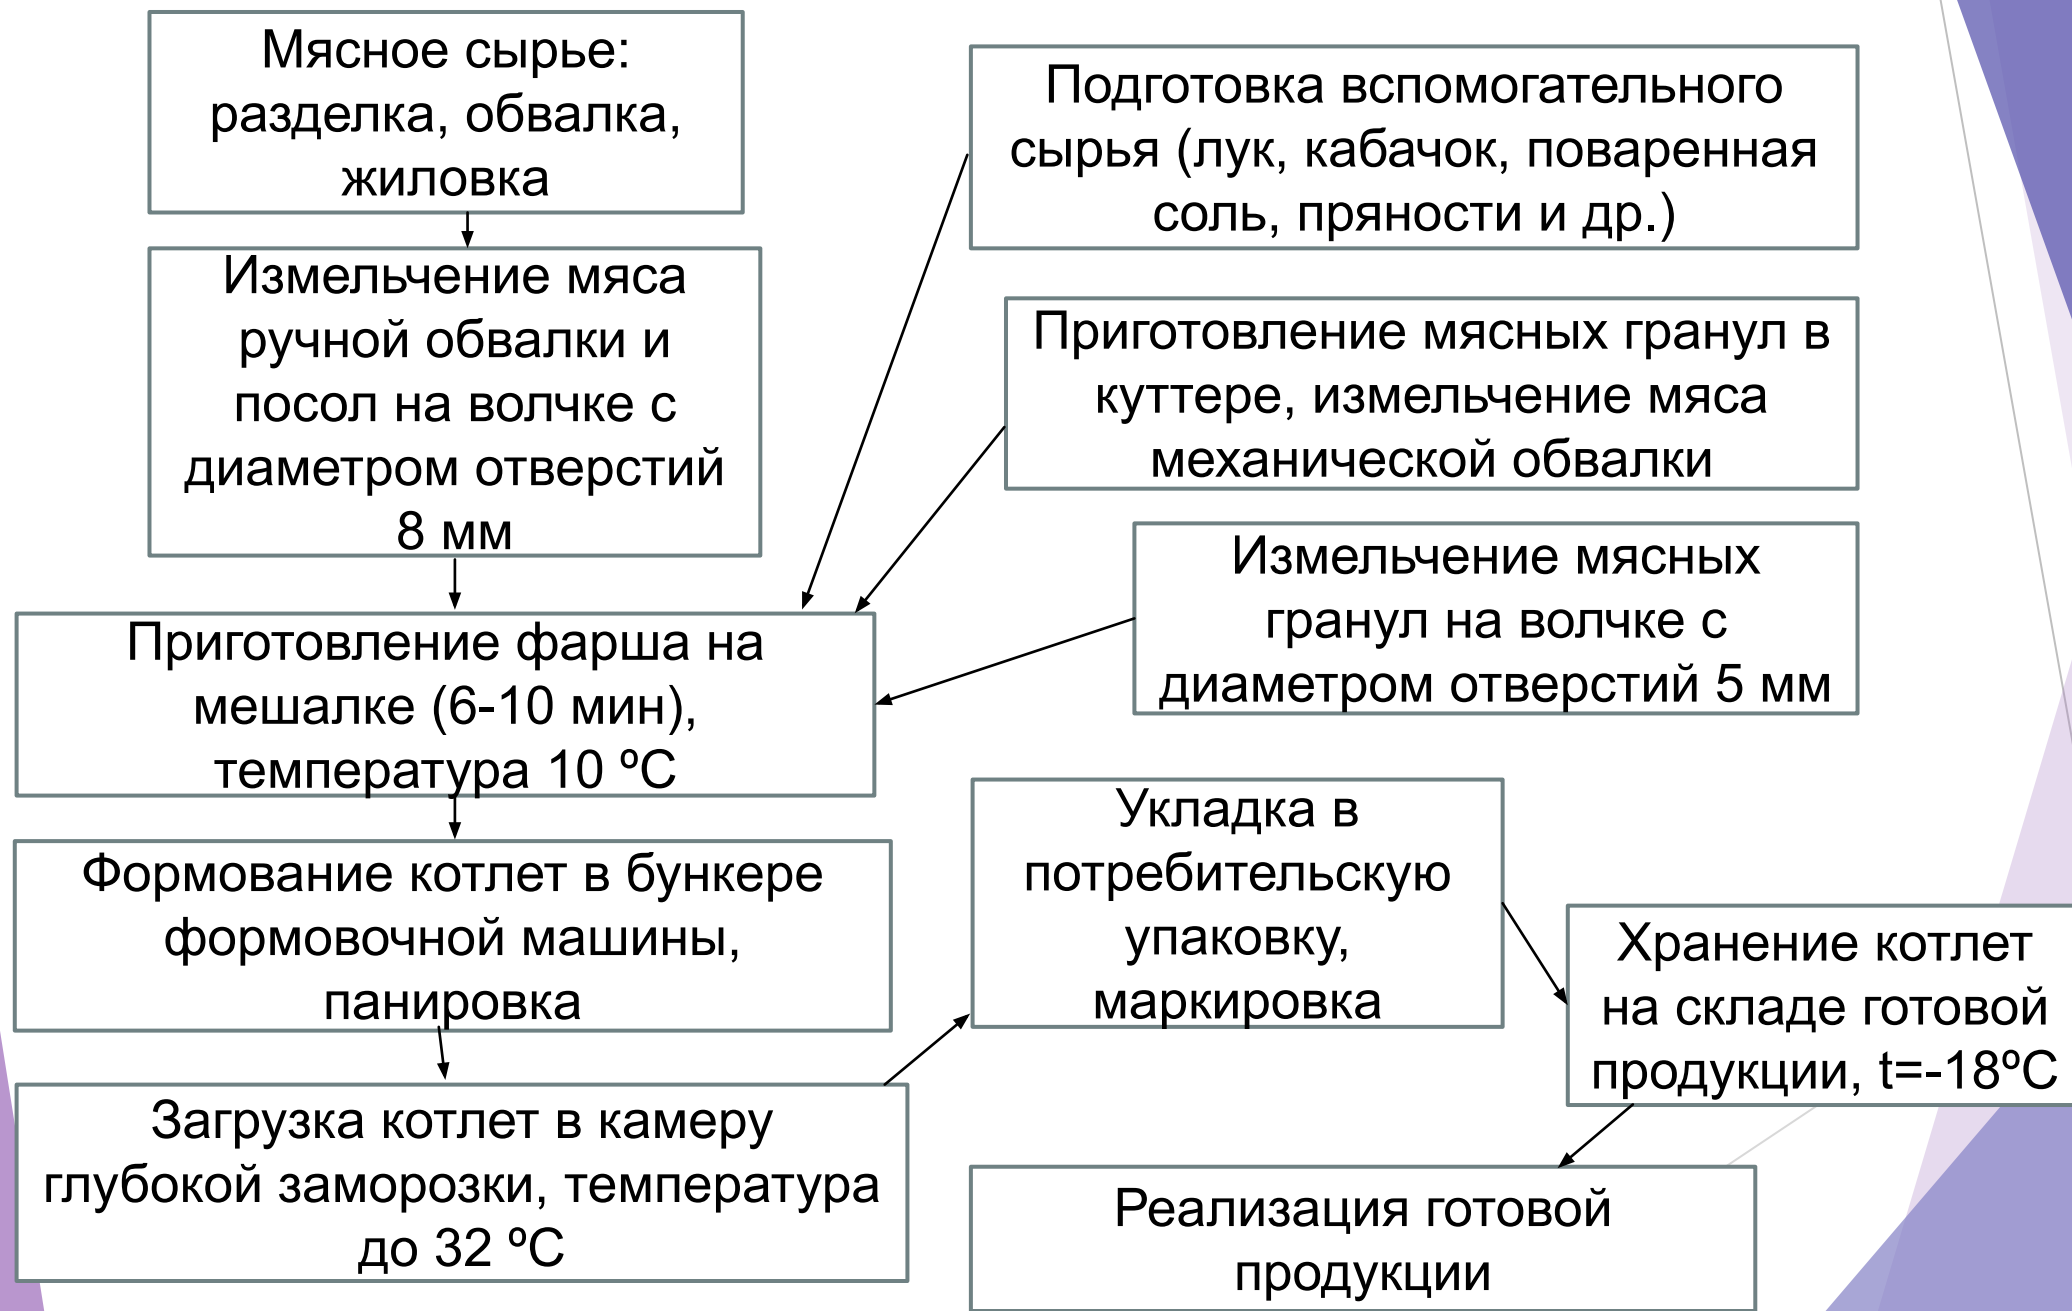 Мясное сырье:
разделка, обвалка,
жиловка
Измельчение мяса
ручной обвалки и
посол на волчке с
диаметром отверстий
8 мм
Подготовка вспомогательного
сырья (лук, кабачок, поваренная
соль, пряности и др.)
Приготовление мясных гранул в
куттере, измельчение мяса
механической обвалки
Измельчение мясных
гранул на волчке с
диаметром отверстий 5 мм
Приготовление фарша на
мешалке (6-10 мин),
температура 10 ºС
Формование котлет в бункере
формовочной машины,
панировка
Загрузка котлет в камеру
глубокой заморозки, температура
до 32 ºС
Укладка в
потребительскую
упаковку,
маркировка
Хранение котлет
на складе готовой
продукции, t=-18ºС
Реализация готовой
продукции